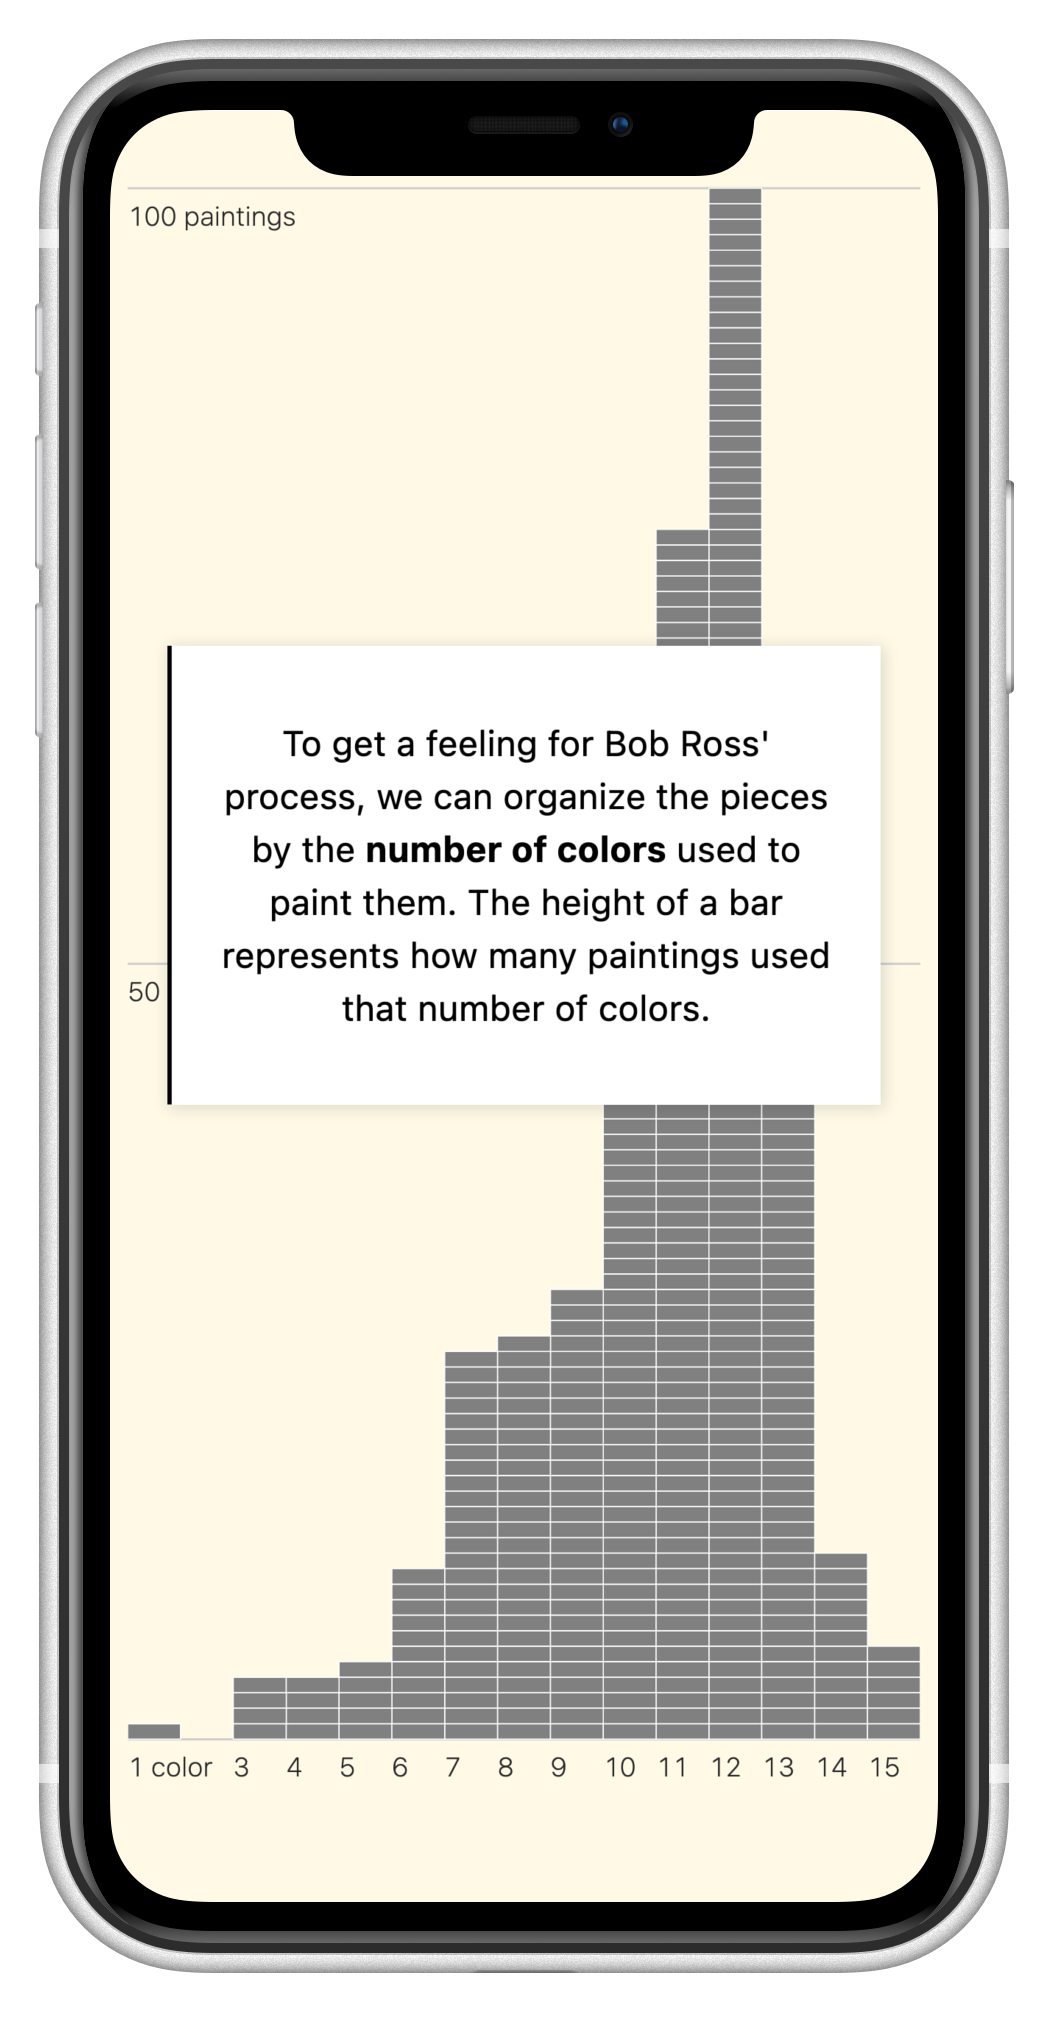 100 paintings
To get a feeling for Bob Ross'
process, we can organize the pieces
by the number of colors used to
paint them. The height of a bar
represents how many paintings used
50
that number of colors.
1 color 3 4 5 6 7 8 9 10 11 12 13 14 15